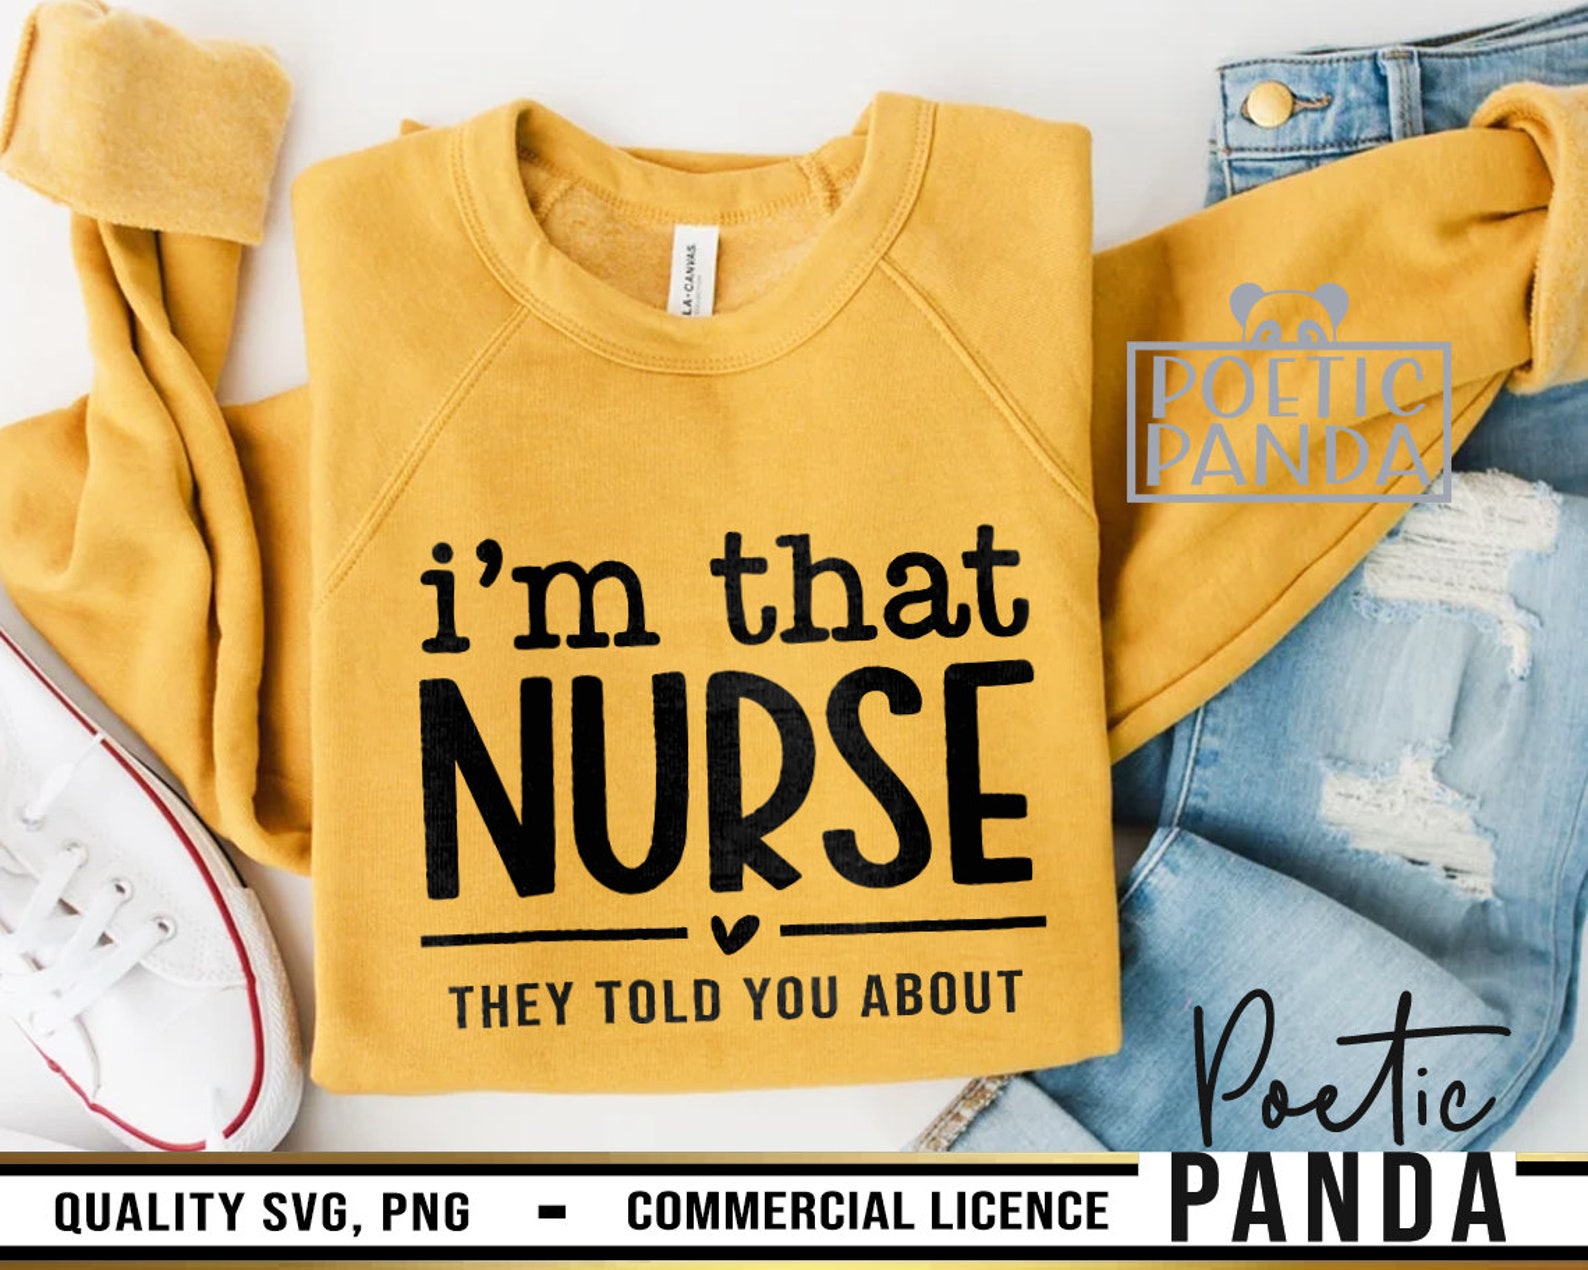 LA+CANVAS
POETIC
PANDA
i'm that
NURSE
THEY TOLD YOU ABOUT
Poetic
PANDA
QUALITY SVG, PNG - COMMERCIAL LICENCE